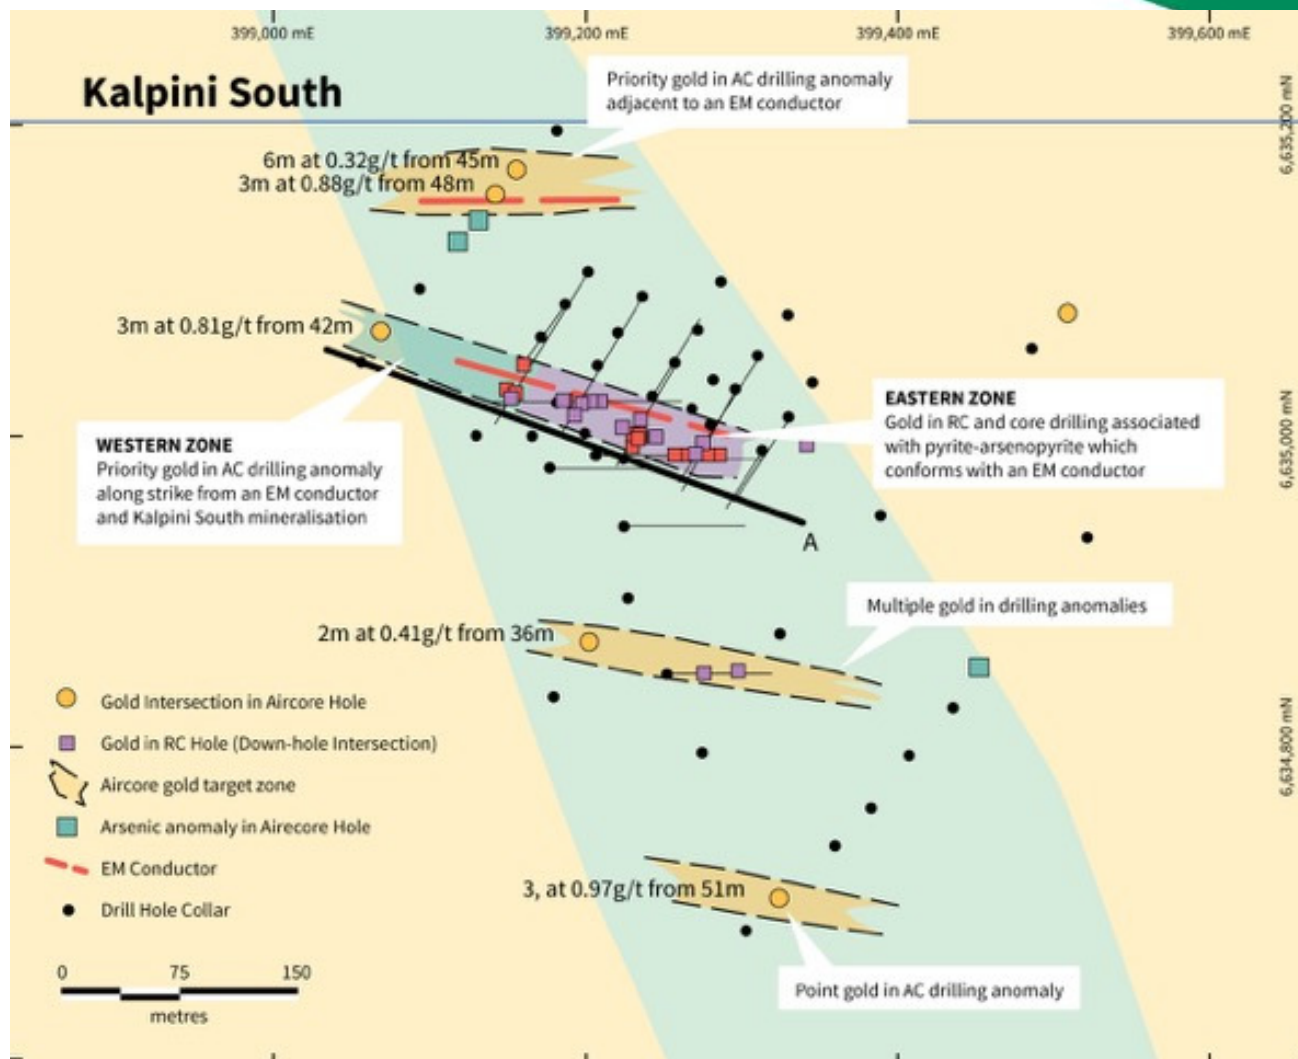 399,000 mE
399,200 mE
399,400 mE
399,600 mE
Kalpini South
Priority gold in AC drilling anomaly
adjacent to an EM conductor
6,635,200 mN
6m at 0.32g/t from 45m
3m at 0.88g/t from 48m
3m at 0.81g/t from 42m
EASTERN ZONE
Gold in RC and core drilling associated
with pyrite-arsenopyrite which
conforms with an EM conductor
6,635,000 mN
WESTERN ZONE
Priority gold in AC drilling anomaly
along strike from an EM conductor
and Kalpini South mineralisation
A
Multiple gold in drilling anomalies
2m at 0.41g/t from 36m
6,634,800 mN
Gold Intersection in Aircore Hole
Gold in RC Hole (Down-hole Intersection)
Aircore gold target zone
Arsenic anomaly in Airecore Hole
EM Conductor
Drill Hole Collar
3, at 0.97g/t from 51m
Point gold in AC drilling anomaly
0 75 150
metres